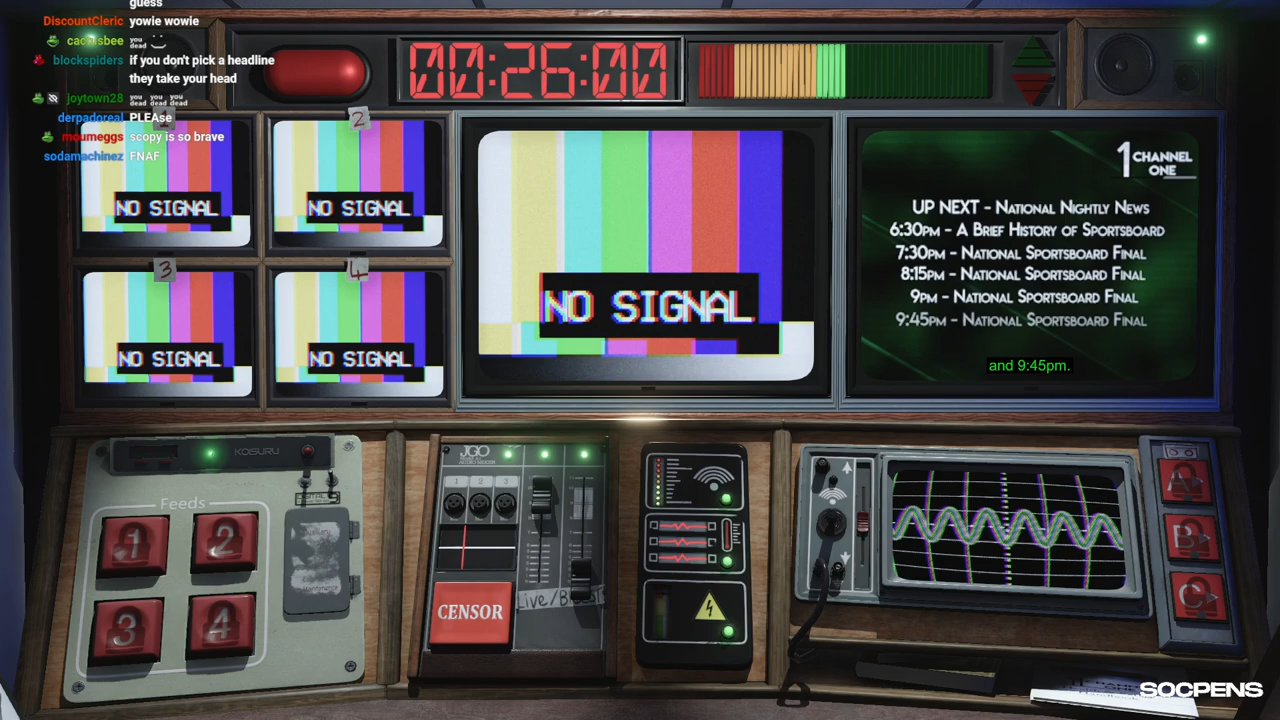 guess
DiscountCleric yowie wowie
cactusbee you dead
blockspiders if you don't pick a headline
they take your head
joytown28 you dead you dead you dead
derpadoreal PLEAse
moumeggs scopy is so brave
sodamachinez FNAF
00:26:00
2
NO SIGNAL
NO SIGNAL
3
4
NO SIGNAL
NO SIGNAL
NO SIGNAL
1 CHANNEL
ONE
UP NEXT - NATIONAL NIGHTLY NEWS
6:30PM - A BRIEF HISTORY OF SPORTSBOARD
7:30PM - NATIONAL SPORTSBOARD FINAL
8:15PM - NATIONAL SPORTSBOARD FINAL
9PM - NATIONAL SPORTSBOARD FINAL
9:45PM - NATIONAL SPORTSBOARD FINAL
and 9:45pm.
KOISURU
Feeds
1
2
3
4
JGO
1 2 3
CENSOR
A
B
C
SOCPENS